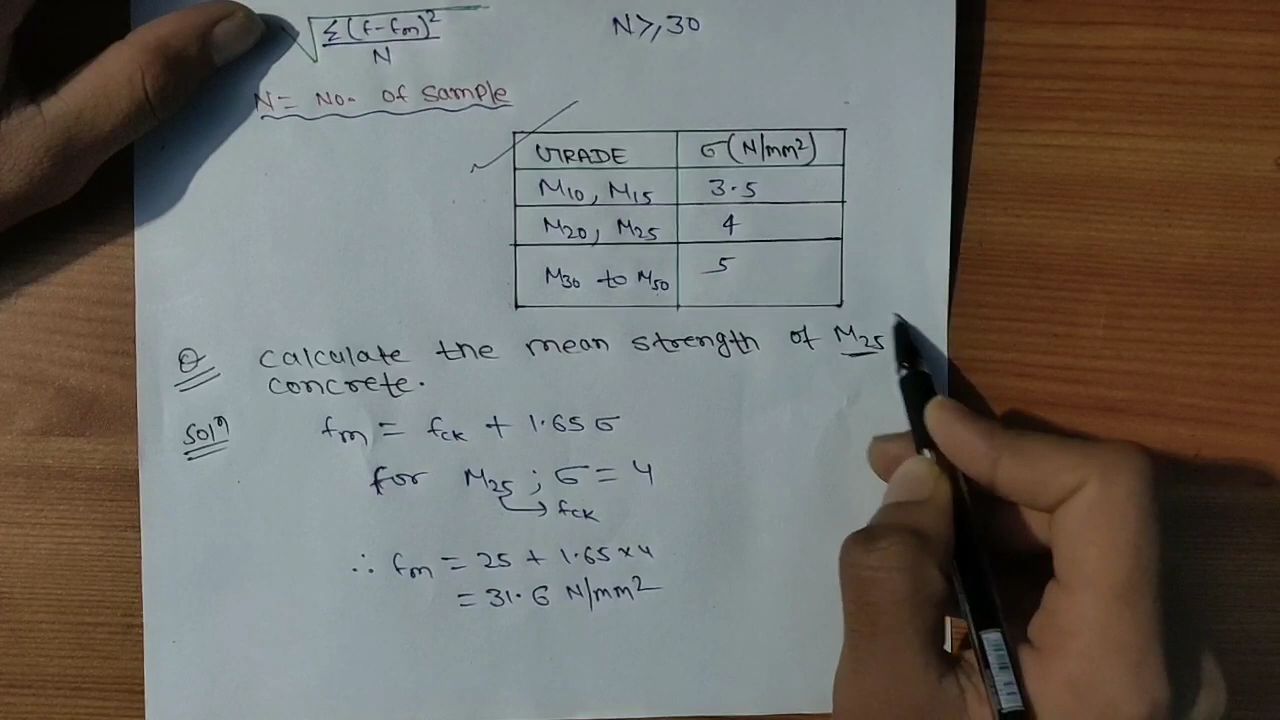 √(Σ(f-fm)²/N) N≥30
N = No. of sample
GRADE σ(N/mm²)
M10, M15 3.5
M20, M25 4
M30 to M50 5
Q calculate the mean strength of M25
concrete.
Solⁿ fm = fck + 1.65σ
for M25 ; σ = 4
→ fck
∴ fm = 25 + 1.65×4
= 31.6 N/mm²